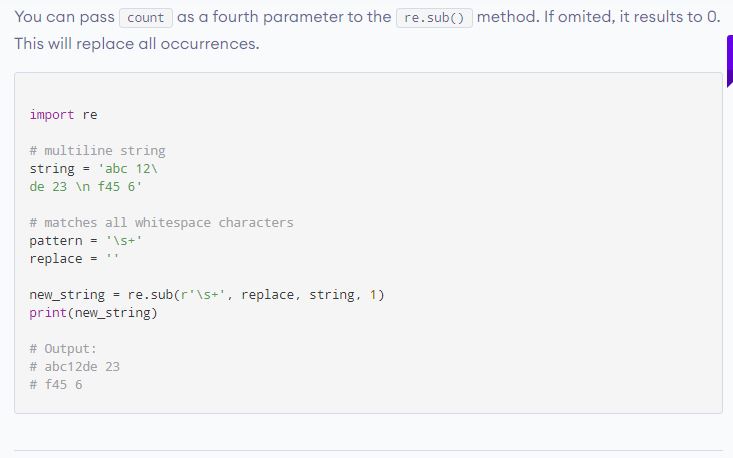 You can pass count as a fourth parameter to the re.sub() method. If omited, it results to 0.
This will replace all occurrences.
import re
# multiline string
string = 'abc 12\
de 23 \n f45 6'
# matches all whitespace characters
pattern = '\s+'
replace = ''
new_string = re.sub(r'\s+', replace, string, 1)
print(new_string)
# Output:
# abc12de 23
# f45 6